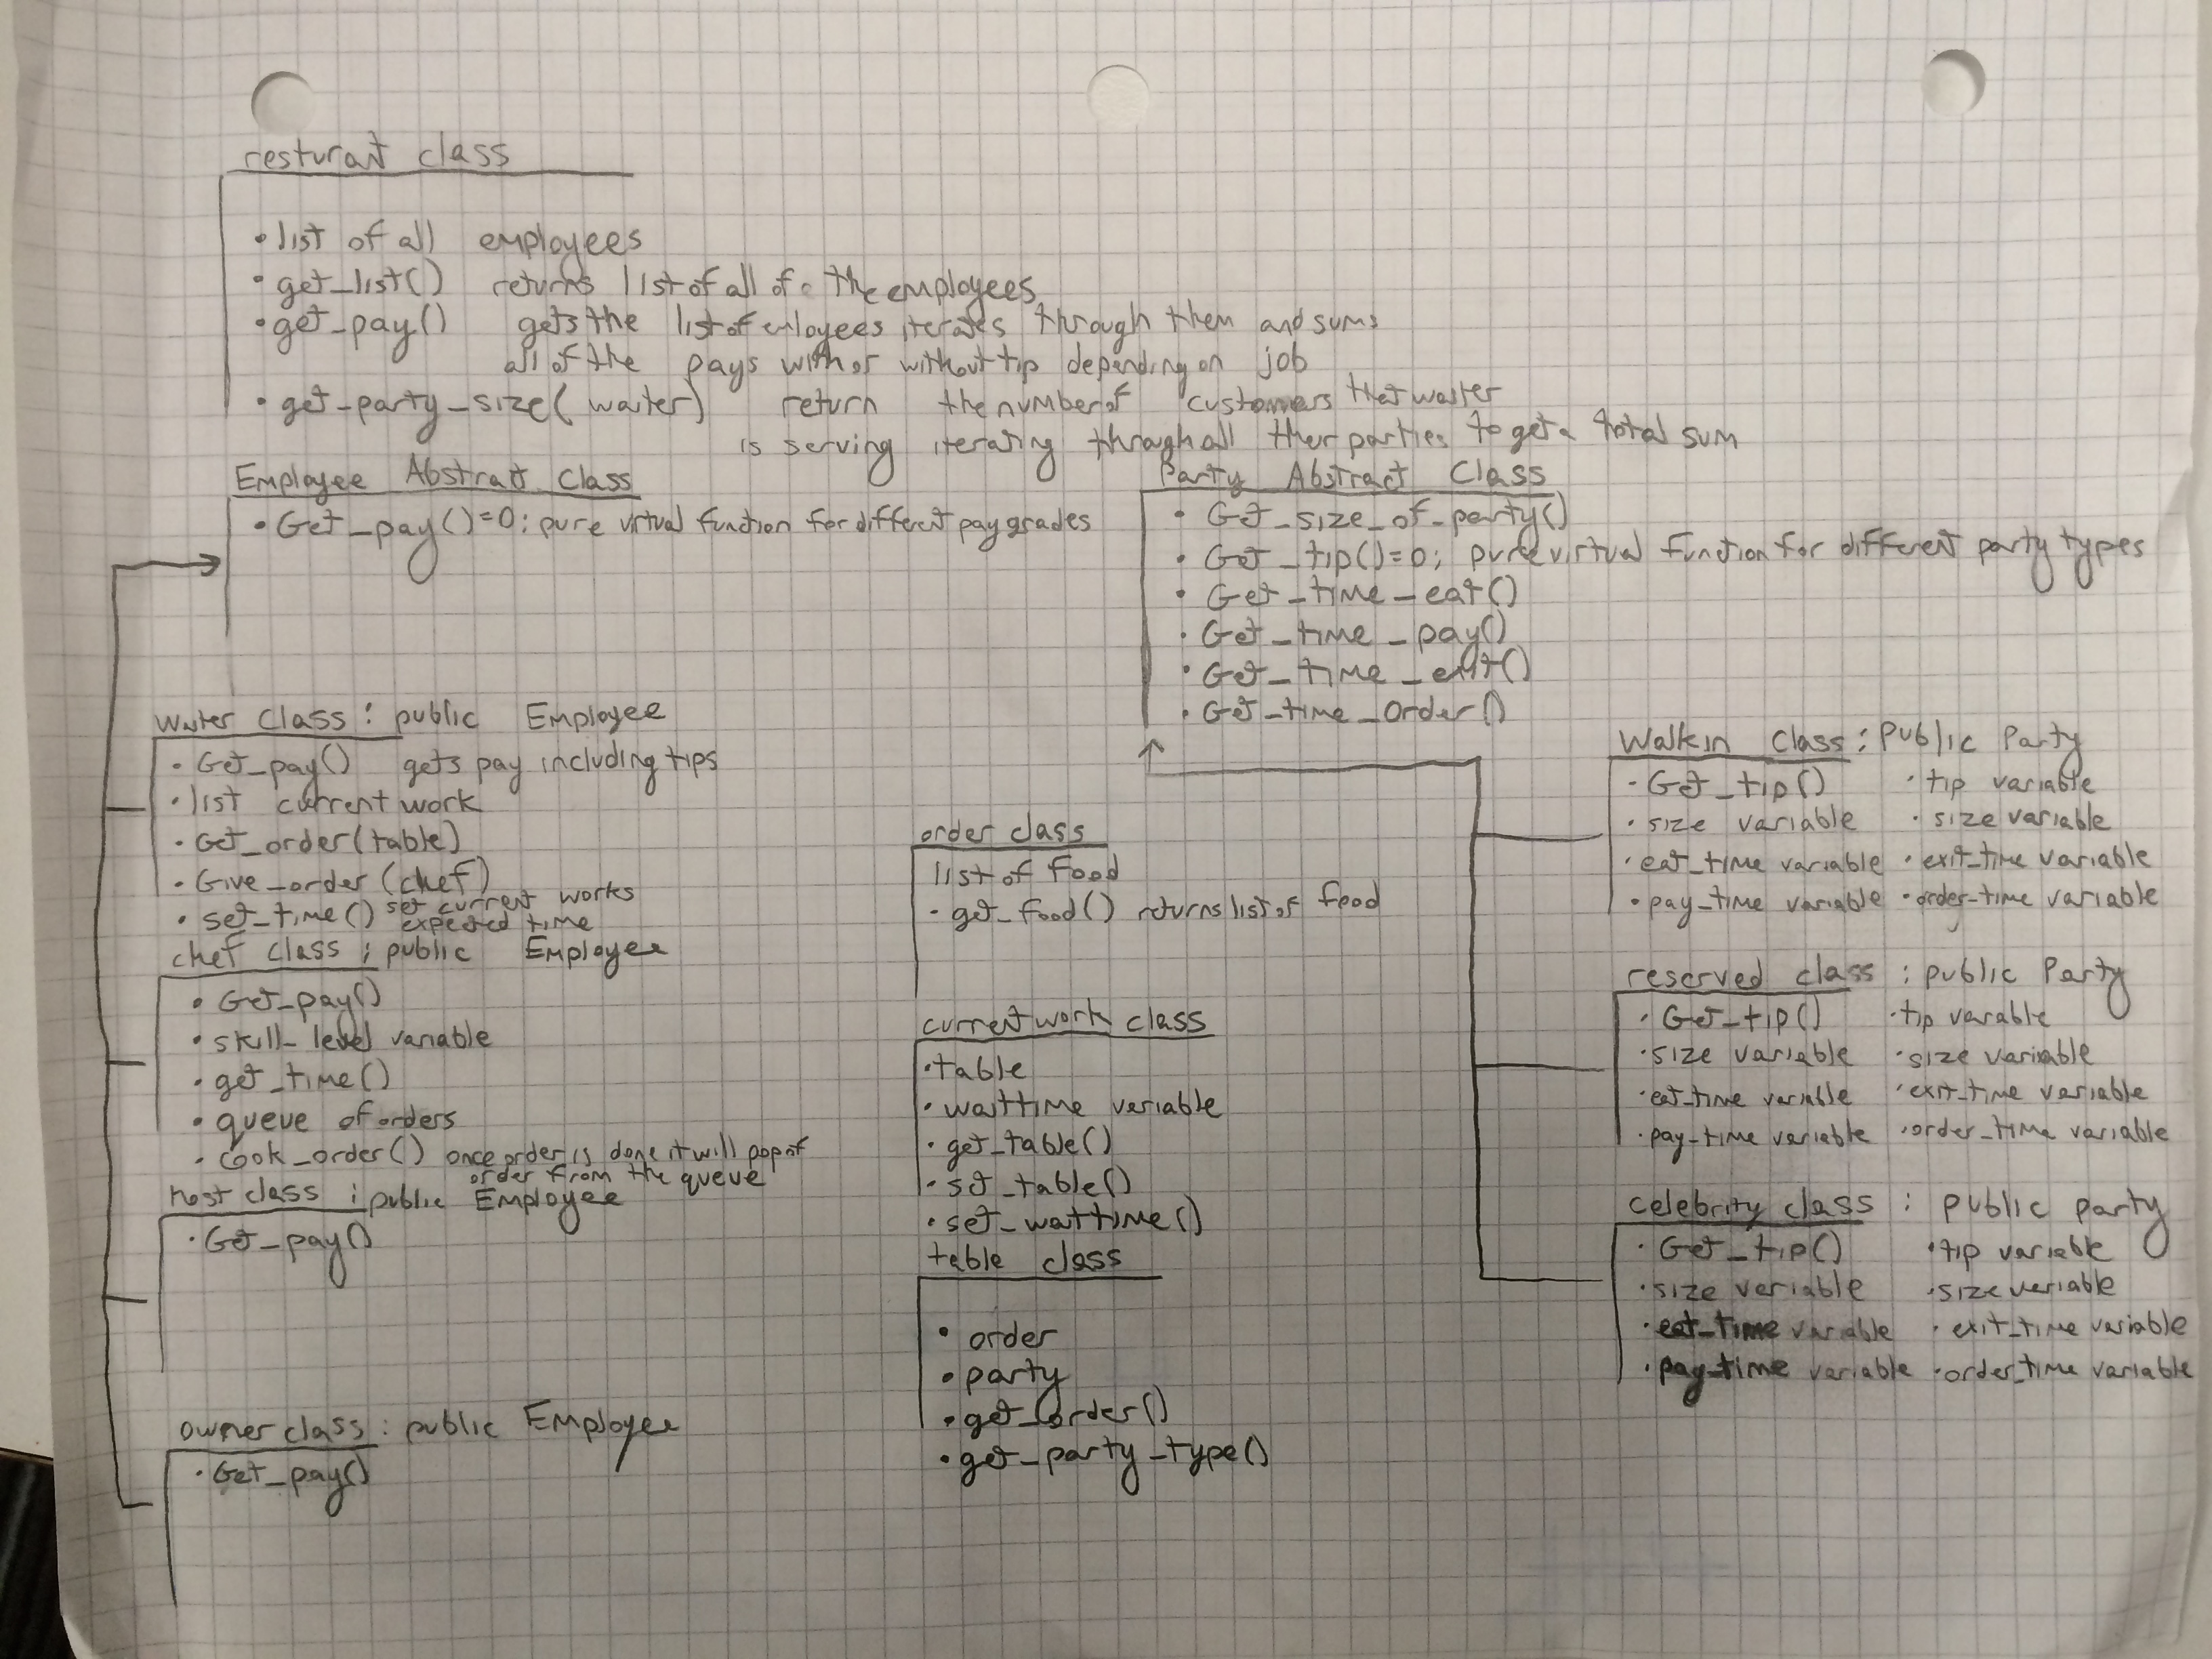 resturant class
• list of all employees
• get_list() returns list of all of the employees
• get_pay() gets the list of emloyees iterates through them and sums
all of the pays with or without tip depending on job
• get_party_size( waiter) return the number of customers that waiter
is serving iterating through all their parties to get a total sum
Employee Abstract Class
• Get_pay()=0; pure virtual function for different pay grades
Party Abstract Class
• Get_size_of_party()
• Get_tip()=0; pure virtual function for different party types
• Get_time_eat()
• Get_time_pay()
• Get_time_exit()
• Get_time_order()
waiter class : public Employee
• Get_pay() gets pay including tips
• list current work
• Get_order(table)
• Give_order (chef)
• set_time() set current works
expected time
chef class ; public Employee
• Get_pay()
• skill_level variable
• get_time()
• queue of orders
• cook_order() once order is done it will pop of
order from the queue
host class ; public Employee
• Get_pay()
owner class : public Employee
• Get_pay()
order class
list of food
• get_food() returns list of food
current work class
• table
• waittime variable
• get_table()
• set_table()
• set_waittime()
table class
• order
• party
• get_order()
• get_party_type()
Walkin class : public Party
• Get_tip() • tip variable
• size variable • size variable
• eat_time variable • exit_time variable
• pay_time variable • order_time variable
reserved class : public Party
• Get_tip() • tip varable
• size variable • size variable
• eat_time variable • exit_time variable
• pay_time variable • order_time variable
celebrity class : public party
• Get_tip() • tip variable
• size variable • size variable
• eat_time variable • exit_time variable
• pay_time variable • order_time variable